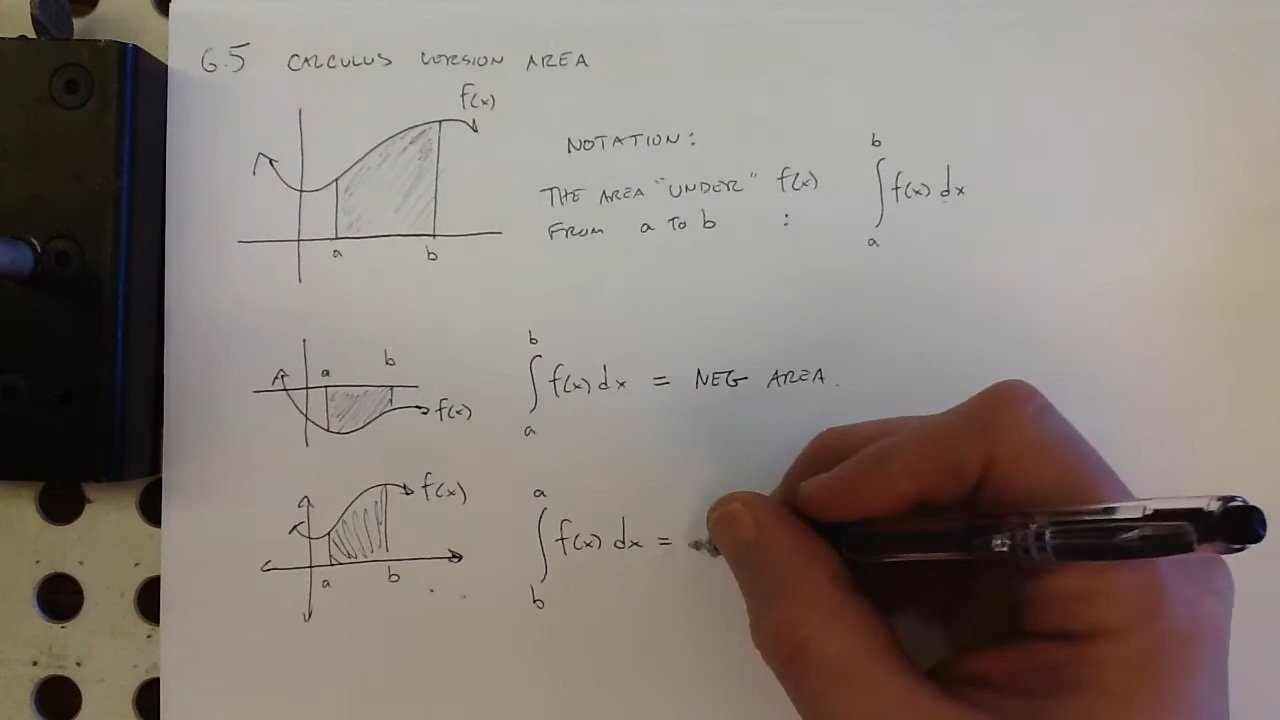 6.5 CALCULUS VERSION AREA
f(x)
a b
NOTATION:
THE AREA "UNDER" f(x)
FROM a TO b :
b
∫ f(x) dx
a
a b
f(x)
b
∫ f(x) dx = NEG AREA.
a
f(x)
a b
a
∫ f(x) dx =
b